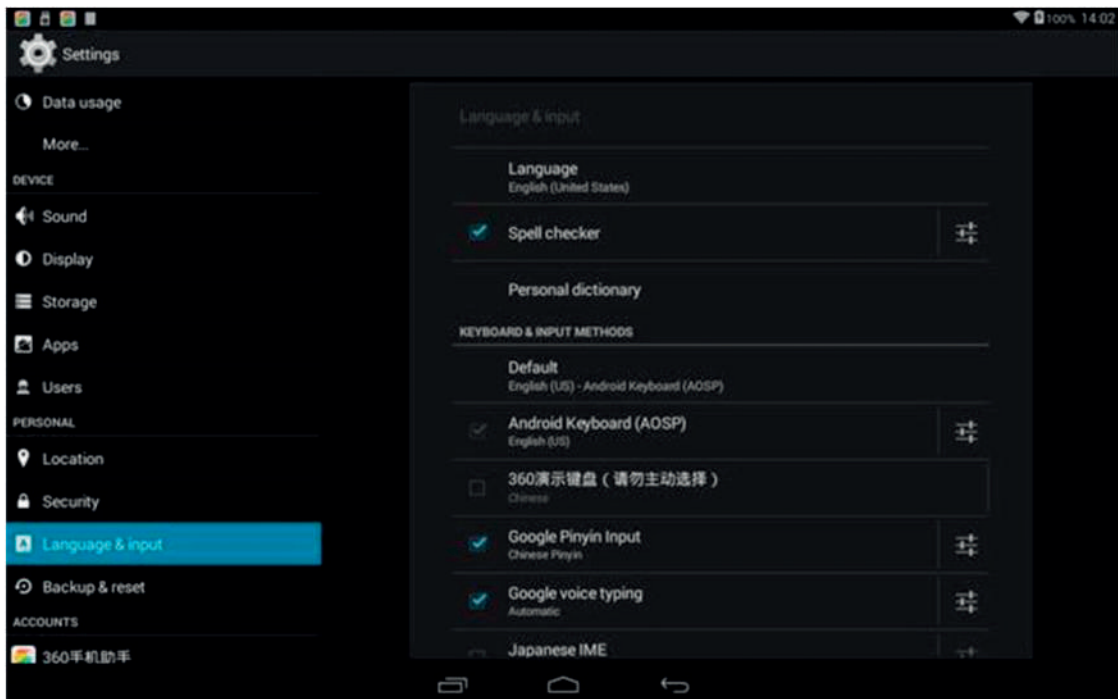 100% 14:02
Settings
Data usage
More...
DEVICE
Sound
Display
Storage
Apps
Users
PERSONAL
Location
Security
Language & input
Backup & reset
ACCOUNTS
360手机助手
Language & input
Language
English (United States)
Spell checker
Personal dictionary
KEYBOARD & INPUT METHODS
Default
English (US) - Android Keyboard (AOSP)
Android Keyboard (AOSP)
English (US)
360演示键盘（请勿主动选择）
Chinese
Google Pinyin Input
Chinese Pinyin
Google voice typing
Automatic
Japanese IME